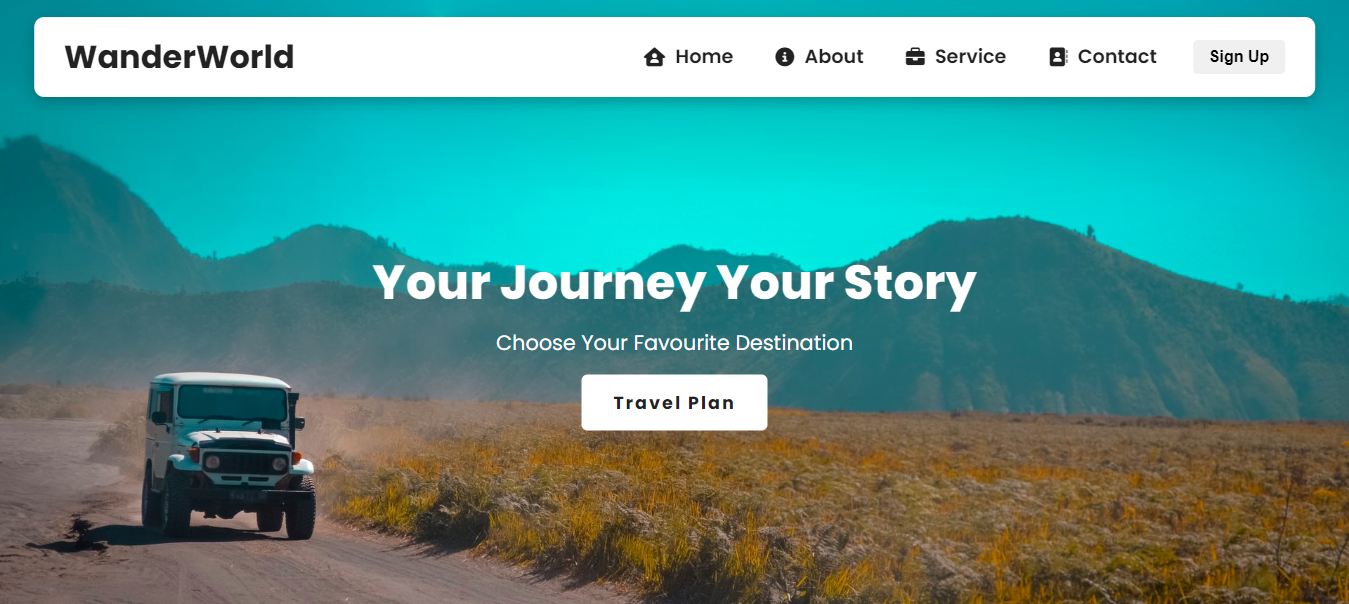 WanderWorld
Home About Service Contact Sign Up
Your Journey Your Story
Choose Your Favourite Destination
Travel Plan